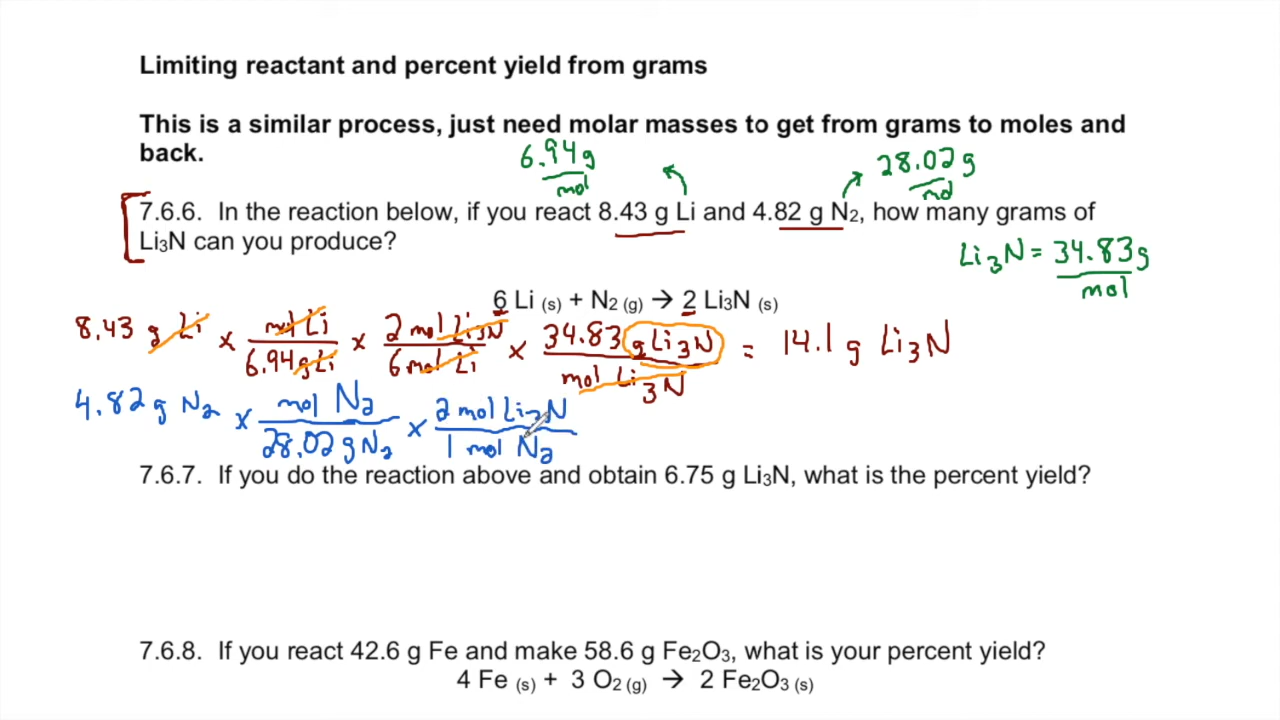 Limiting reactant and percent yield from grams
This is a similar process, just need molar masses to get from grams to moles and
back.
6.94g
mol
28.02g
mol
7.6.6. In the reaction below, if you react 8.43 g Li and 4.82 g N₂, how many grams of
Li₃N can you produce?
Li₃N = 34.83g
mol
6 Li (s) + N₂ (g) → 2 Li₃N (s)
8.43 g Li × mol Li / 6.94 g Li × 2 mol Li₃N / 6 mol Li × 34.83 g Li₃N / mol Li₃N = 14.1 g Li₃N
4.82 g N₂ × mol N₂ / 28.02 g N₂ × 2 mol Li₃N / 1 mol N₂
7.6.7. If you do the reaction above and obtain 6.75 g Li₃N, what is the percent yield?
7.6.8. If you react 42.6 g Fe and make 58.6 g Fe₂O₃, what is your percent yield?
4 Fe (s) + 3 O₂ (g) → 2 Fe₂O₃ (s)